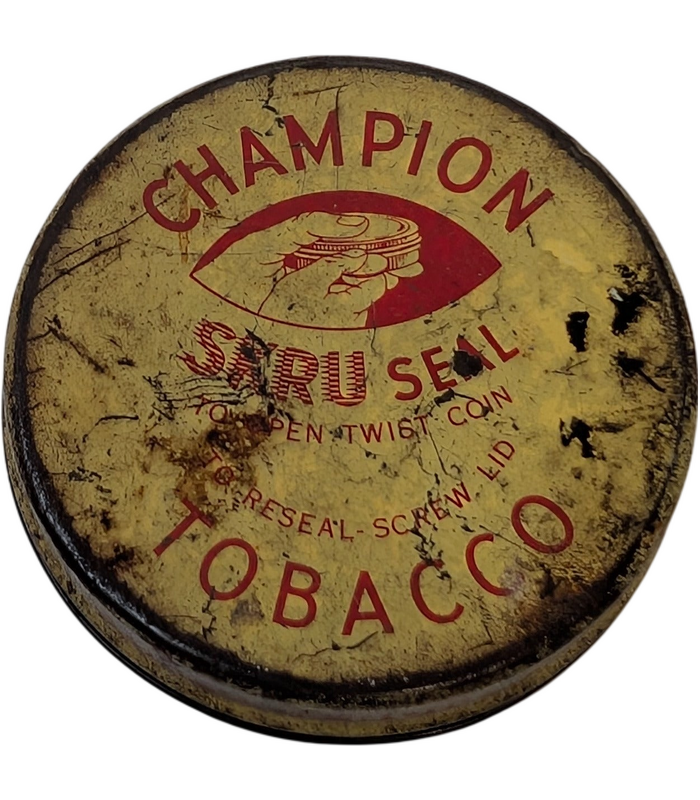 CHAMPION
SKRU SEAL
TO OPEN TWIST COIN
TO RESEAL-SCREW LID
TOBACCO